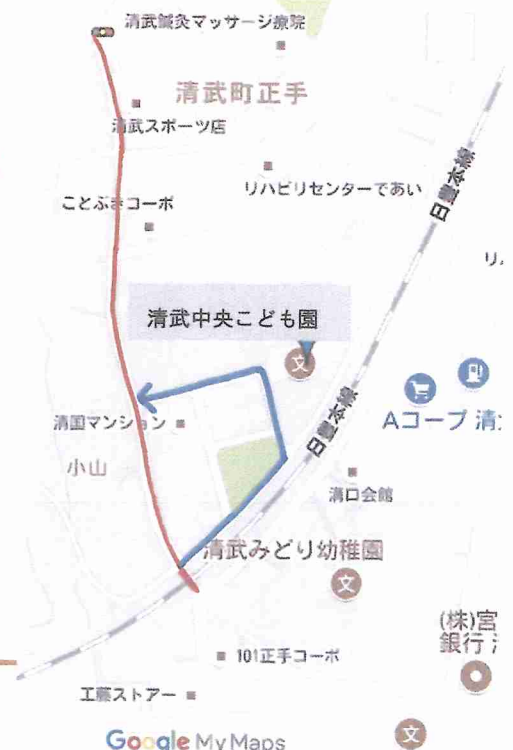 清武鍼灸マッサージ療院
清武町正手
清武スポーツ店
日豊本線
リハビリセンターであい
ことぶきコーポ
リ
清武中央こども園
文
Aコープ 清
日豊本線
清国マンション
小山
溝口会館
清武みどり幼稚園
文
(株)宮
銀行
101正手コーポ
工藤ストアー
文
Google My Maps